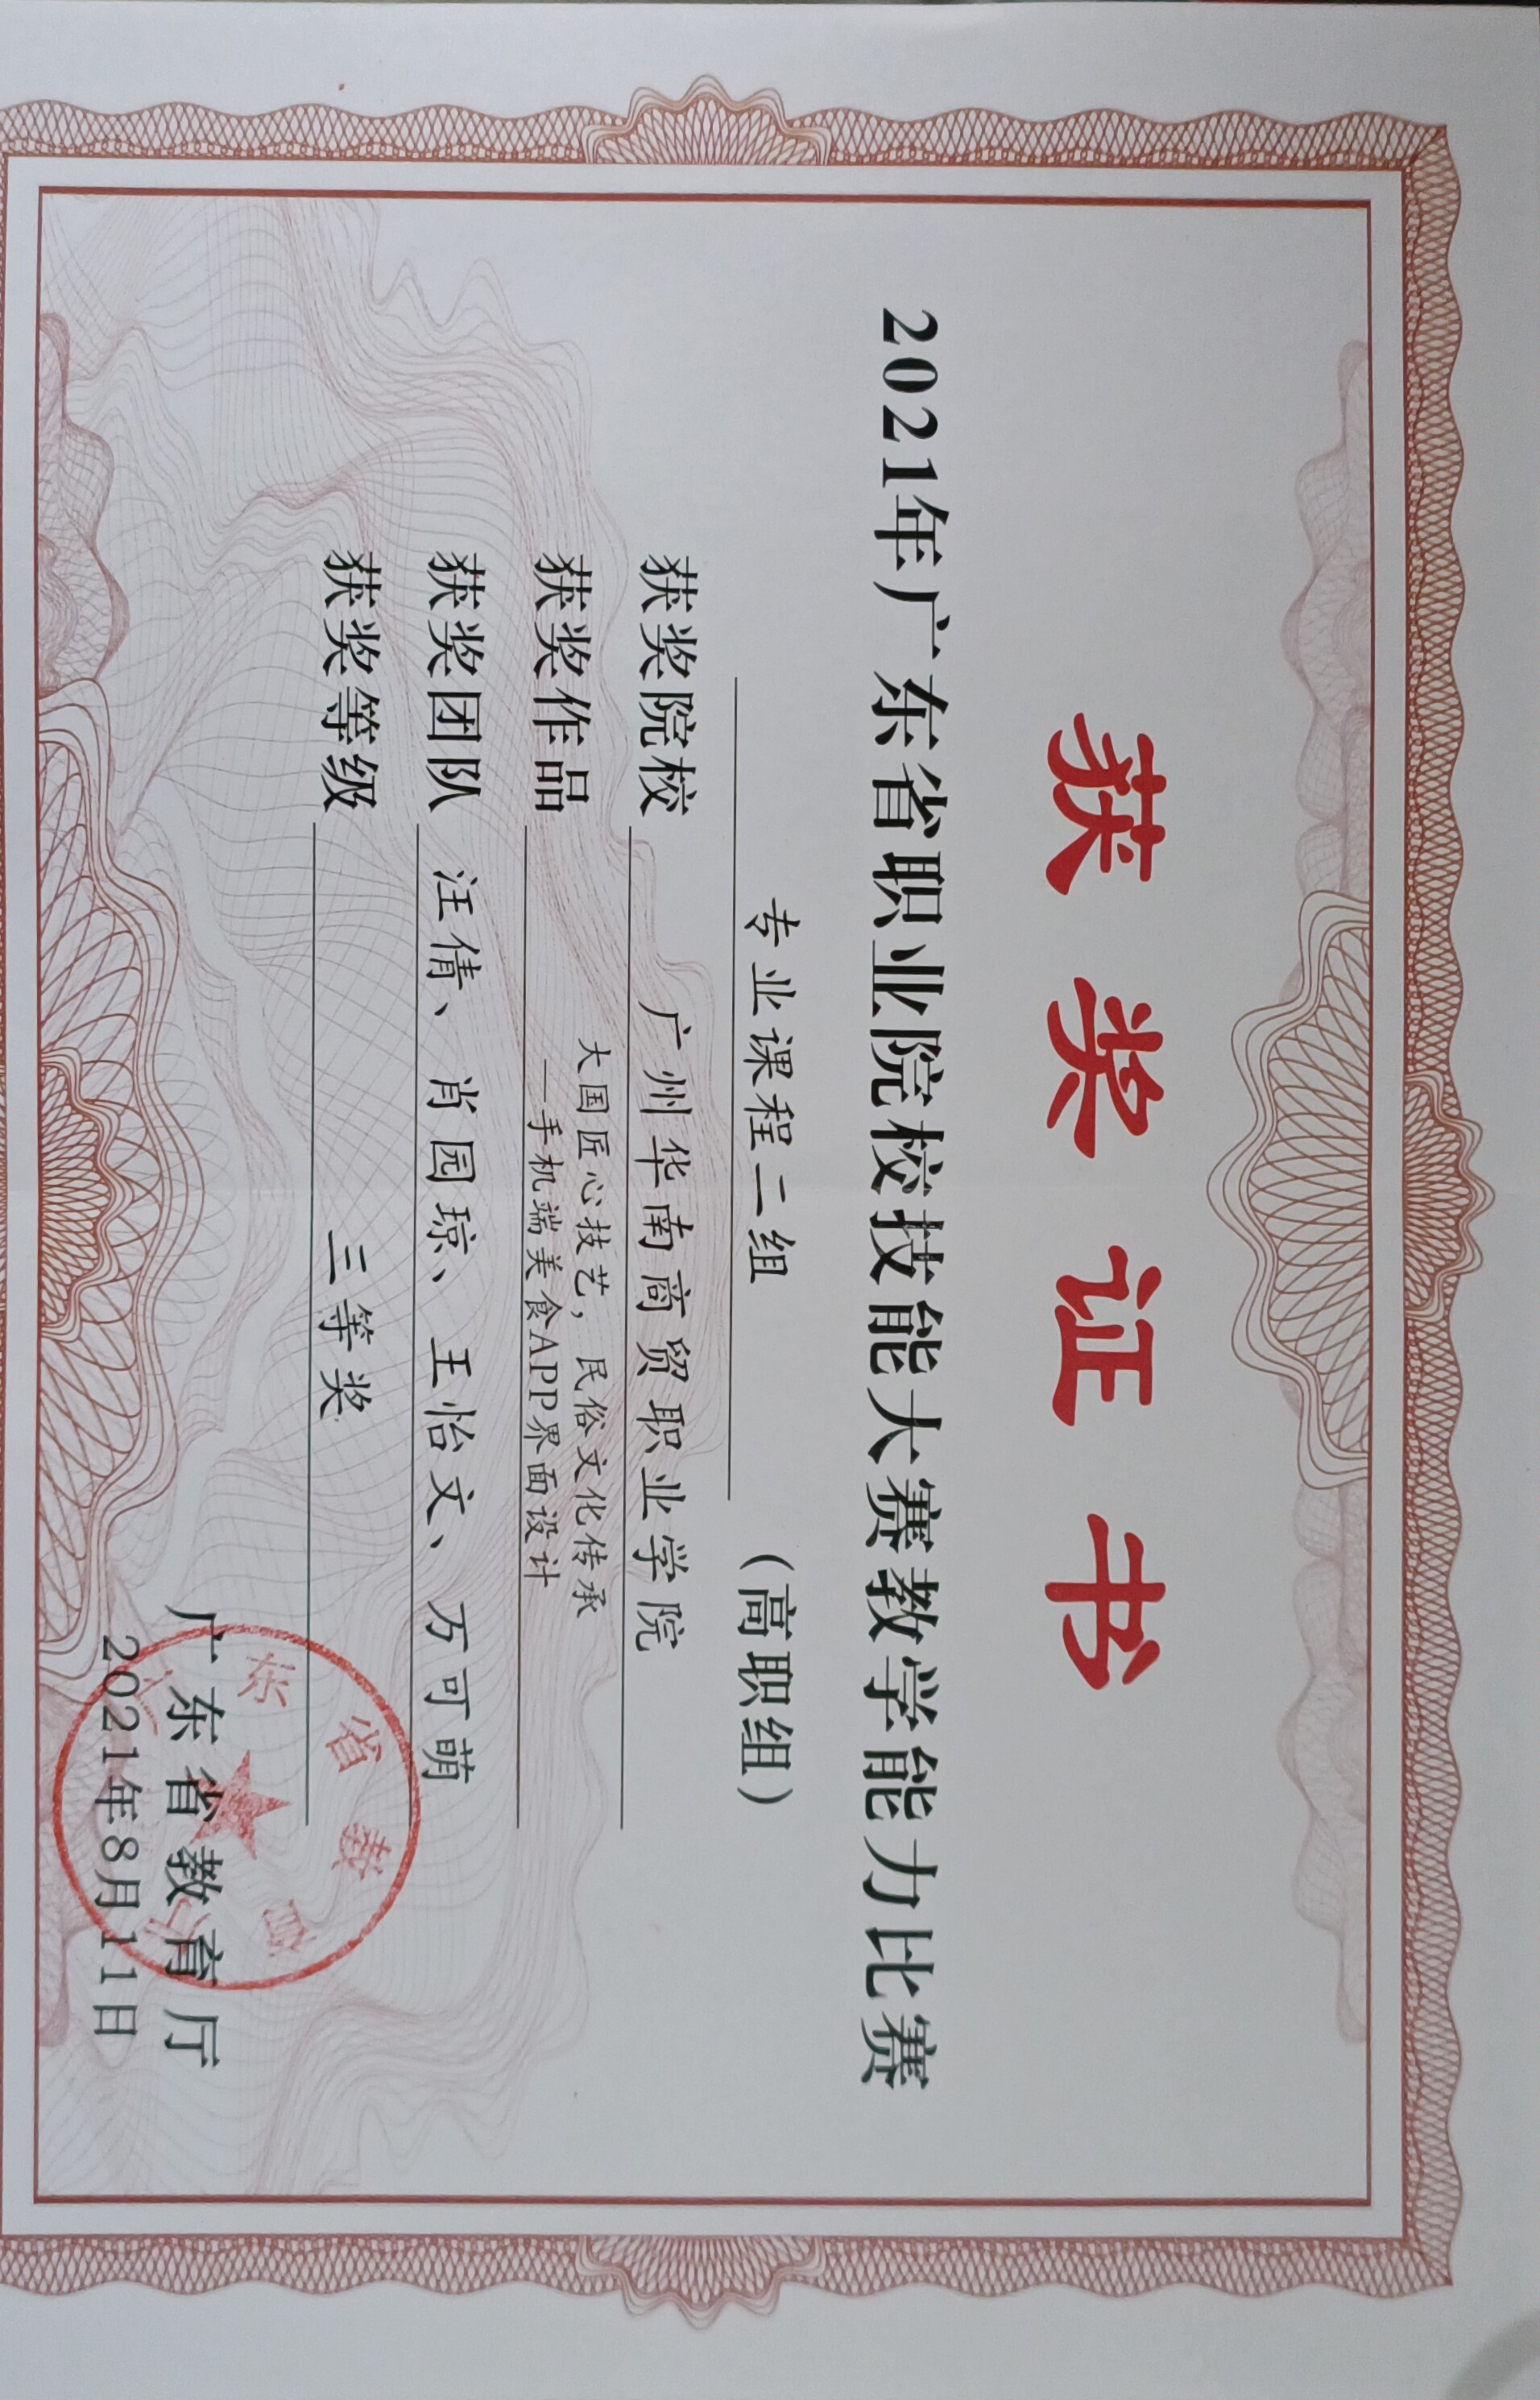 获奖证书
2021年广东省职业院校技能大赛教学能力比赛
专业课程二组（高职组）
获奖院校 广州华南商贸职业学院
获奖作品 大国匠心技艺，民俗文化传承
—手机端美食APP界面设计
获奖团队 汪倩、肖园琼、王怡文、万可萌
获奖等级 三等奖
广东省教育厅
2021年8月11日